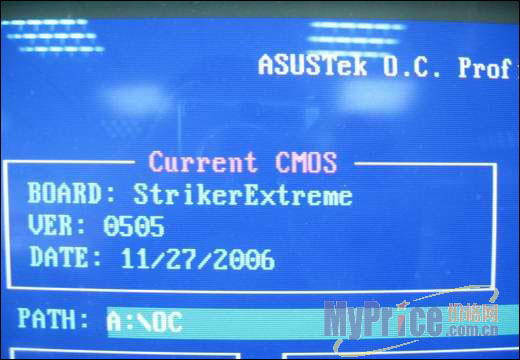 ASUSTek O.C. Prof
Current CMOS
BOARD: StrikerExtreme
VER: 0505
DATE: 11/27/2006
PATH: A:\OC
MyPrice 价格网
.com.cn